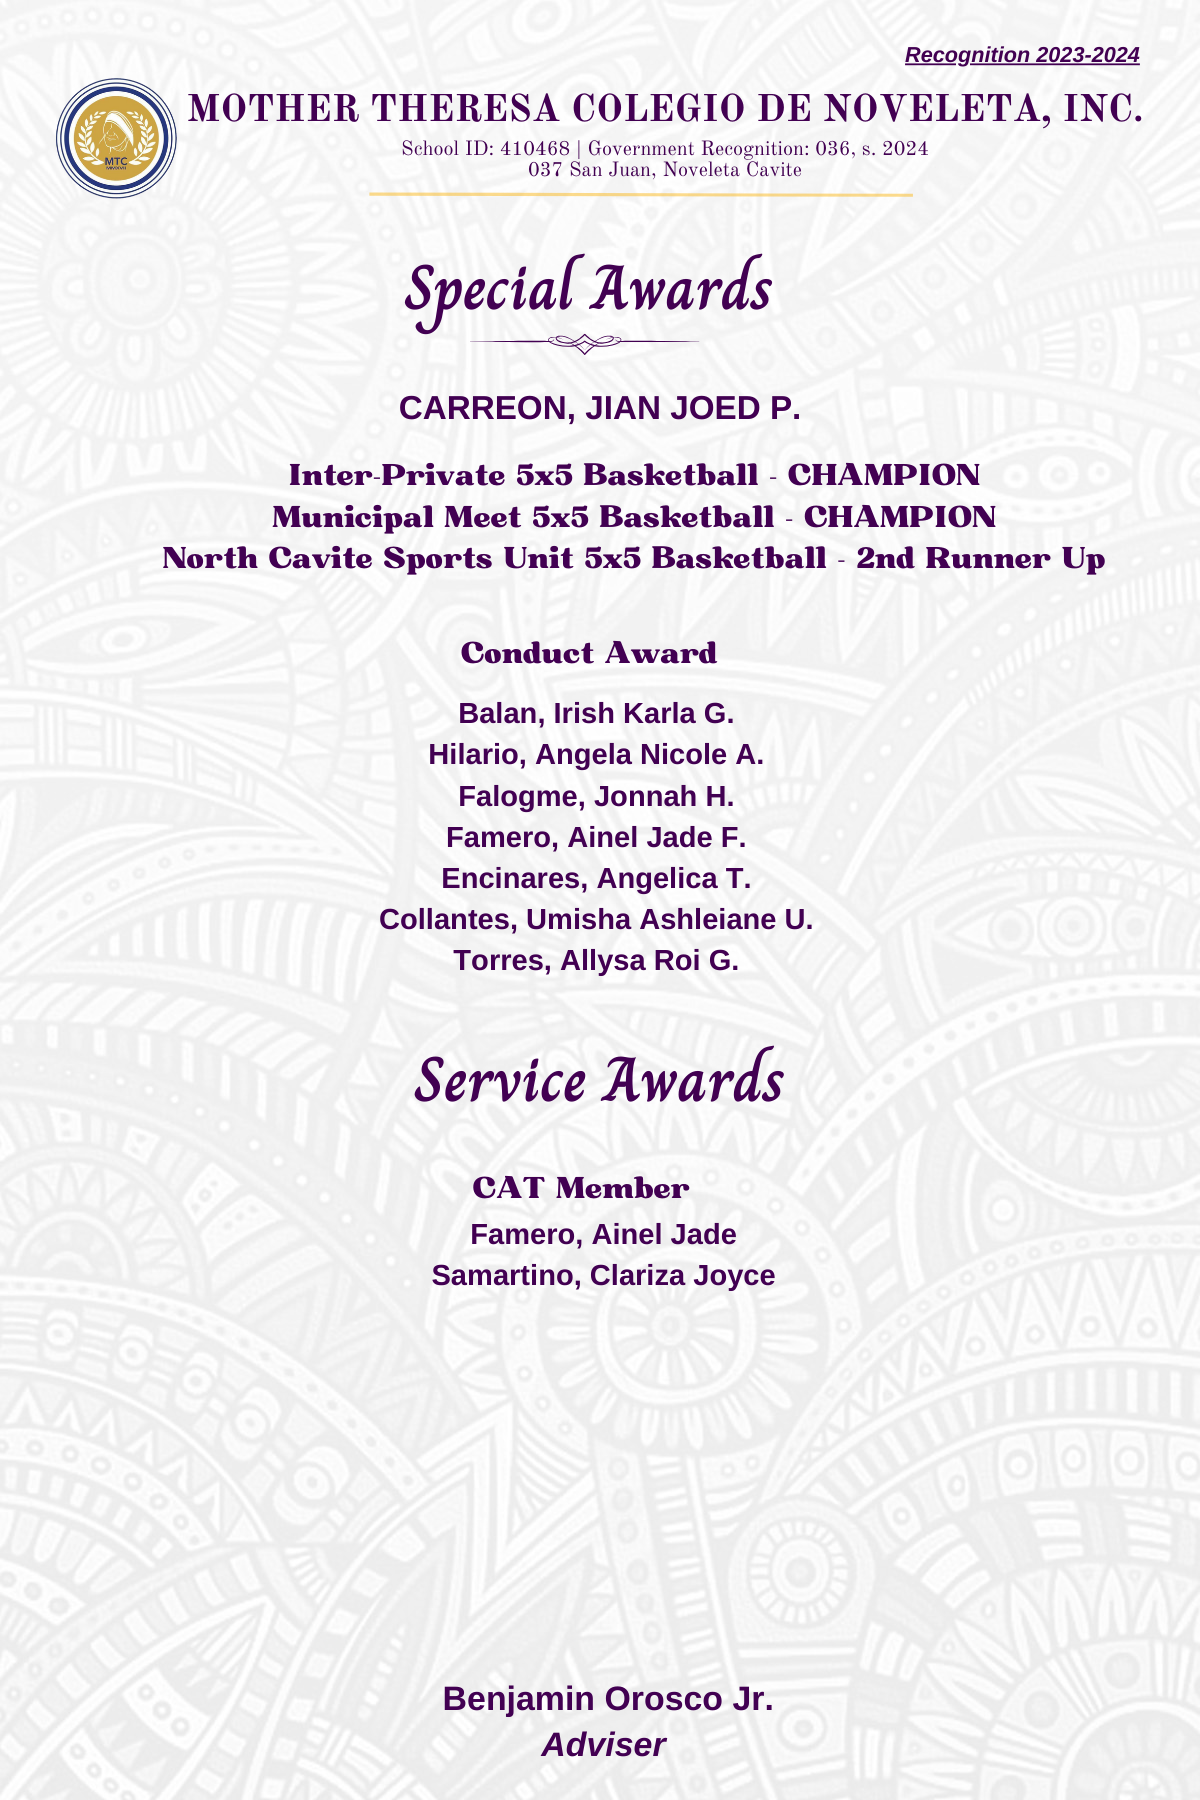 Recognition 2023-2024
MOTHER THERESA COLEGIO DE NOVELETA, INC.
School ID: 410468 | Government Recognition: 036, s. 2024
037 San Juan, Noveleta Cavite
MTC
Special Awards
CARREON, JIAN JOED P.
Inter-Private 5x5 Basketball - CHAMPION
Municipal Meet 5x5 Basketball - CHAMPION
North Cavite Sports Unit 5x5 Basketball - 2nd Runner Up
Conduct Award
Balan, Irish Karla G.
Hilario, Angela Nicole A.
Falogme, Jonnah H.
Famero, Ainel Jade F.
Encinares, Angelica T.
Collantes, Umisha Ashleiane U.
Torres, Allysa Roi G.
Service Awards
CAT Member
Famero, Ainel Jade
Samartino, Clariza Joyce
Benjamin Orosco Jr.
Adviser